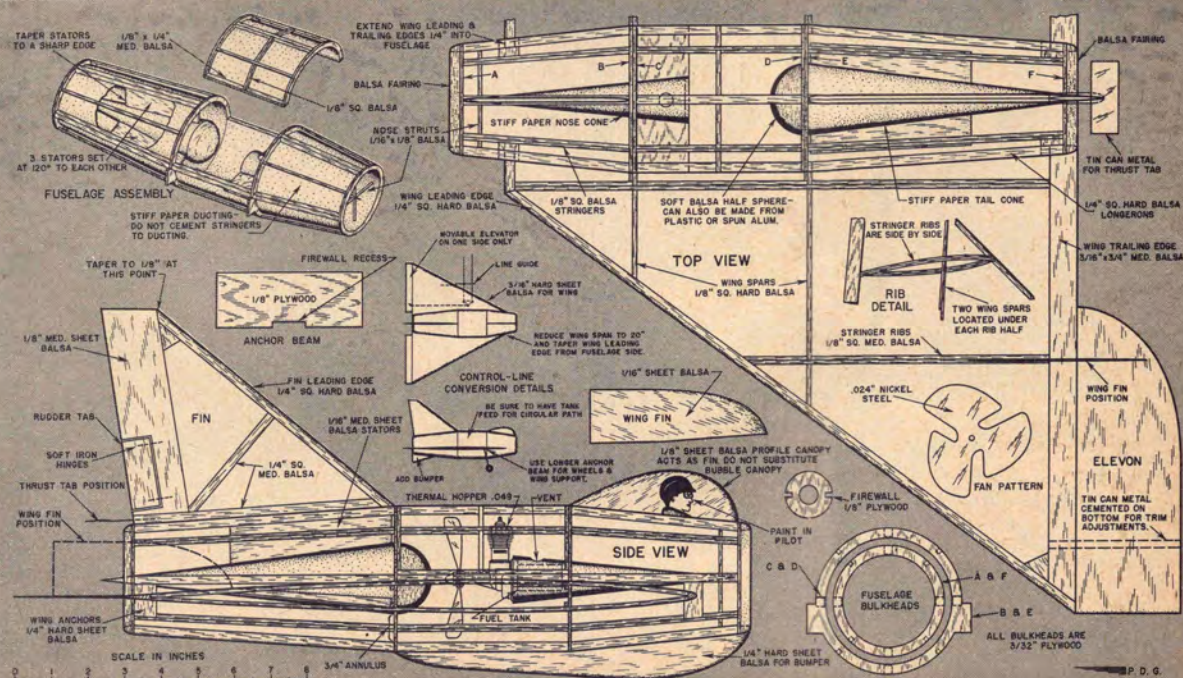 TAPER STATORS
TO A SHARP EDGE
1/8" x 1/4"
MED. BALSA
1/8" SQ. BALSA
3 STATORS SET
AT 120° TO EACH OTHER
FUSELAGE ASSEMBLY
STIFF PAPER DUCTING-
DO NOT CEMENT STRINGERS
TO DUCTING.
EXTEND WING LEADING &
TRAILING EDGES 1/4" INTO
FUSELAGE
BALSA FAIRING
NOSE STRUTS
1/16" x 1/8" BALSA
WING LEADING EDGE
1/4" SQ. HARD BALSA
A
B
C
D
E
F
STIFF PAPER NOSE CONE
1/8" SQ. BALSA
STRINGERS
SOFT BALSA HALF SPHERE-
CAN ALSO BE MADE FROM
PLASTIC OR SPUN ALUM.
STIFF PAPER TAIL CONE
BALSA FAIRING
TIN CAN METAL
FOR THRUST TAB
1/4" SQ. HARD BALSA
LONGERONS
WING TRAILING EDGE
3/16" x 3/4" MED. BALSA
TOP VIEW
WING SPARS
1/8" SQ. HARD BALSA
STRINGER RIBS
ARE SIDE BY SIDE
RIB
DETAIL
TWO WING SPARS
LOCATED UNDER
EACH RIB HALF
STRINGER RIBS
1/8" SQ. MED. BALSA
WING FIN
POSITION
.024" NICKEL
STEEL
FAN PATTERN
ELEVON
TIN CAN METAL
CEMENTED ON
BOTTOM FOR TRIM
ADJUSTMENTS.
TAPER TO 1/8" AT
THIS POINT
FIREWALL RECESS
1/8" PLYWOOD
ANCHOR BEAM
MOVABLE ELEVATOR
ON ONE SIDE ONLY
LINE GUIDE
3/16" HARD SHEET
BALSA FOR WING
REDUCE WING SPAN TO 20"
AND TAPER WING LEADING
EDGE FROM FUSELAGE SIDE.
CONTROL-LINE
CONVERSION DETAILS
BE SURE TO HAVE TANK
FEED FOR CIRCULAR PATH
ADD BUMPER
USE LONGER ANCHOR
BEAM FOR WHEELS &
WING SUPPORT.
1/16" SHEET BALSA
WING FIN
1/8" MED. SHEET
BALSA
FIN LEADING EDGE
1/4" SQ. HARD BALSA
FIN
RUDDER TAB
SOFT IRON
HINGES
1/4" SQ.
MED. BALSA
1/16" MED. SHEET
BALSA STATORS
THRUST TAB POSITION
WING FIN
POSITION
THERMAL HOPPER .049
VENT
1/8" SHEET BALSA PROFILE CANOPY
ACTS AS FIN. DO NOT SUBSTITUTE
BUBBLE CANOPY
PAINT IN
PILOT
SIDE VIEW
FUEL TANK
WING ANCHORS
1/4" HARD SHEET
BALSA
3/4" ANNULUS
1/4" HARD SHEET
BALSA FOR BUMPER
FIREWALL
1/8" PLYWOOD
C & D
A & F
B & E
FUSELAGE
BULKHEADS
ALL BULKHEADS ARE
3/32" PLYWOOD
SCALE IN INCHES
0 1 2 3 4 5 6 7 8
P. D. G.